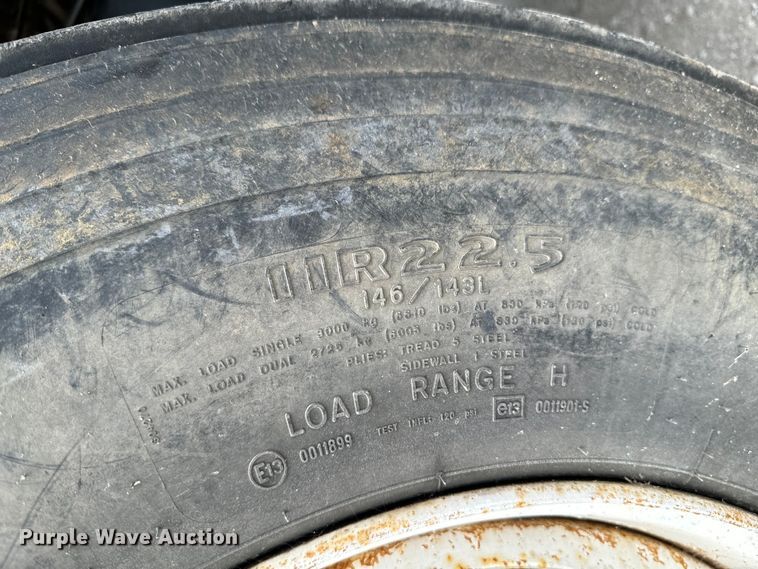 11R22.5
146/143L
MAX. LOAD SINGLE 3000 kg (6610 lbs) AT 830 kPa (120 psi) COLD
MAX. LOAD DUAL 2725 kg (6005 lbs) AT 830 kPa (120 psi) COLD
PLIES: TREAD 5 STEEL
SIDEWALL 1 STEEL
LOAD RANGE H
E13 0011899 TEST INFLG 120 PSI e13 0011901-S
Purple Wave Auction